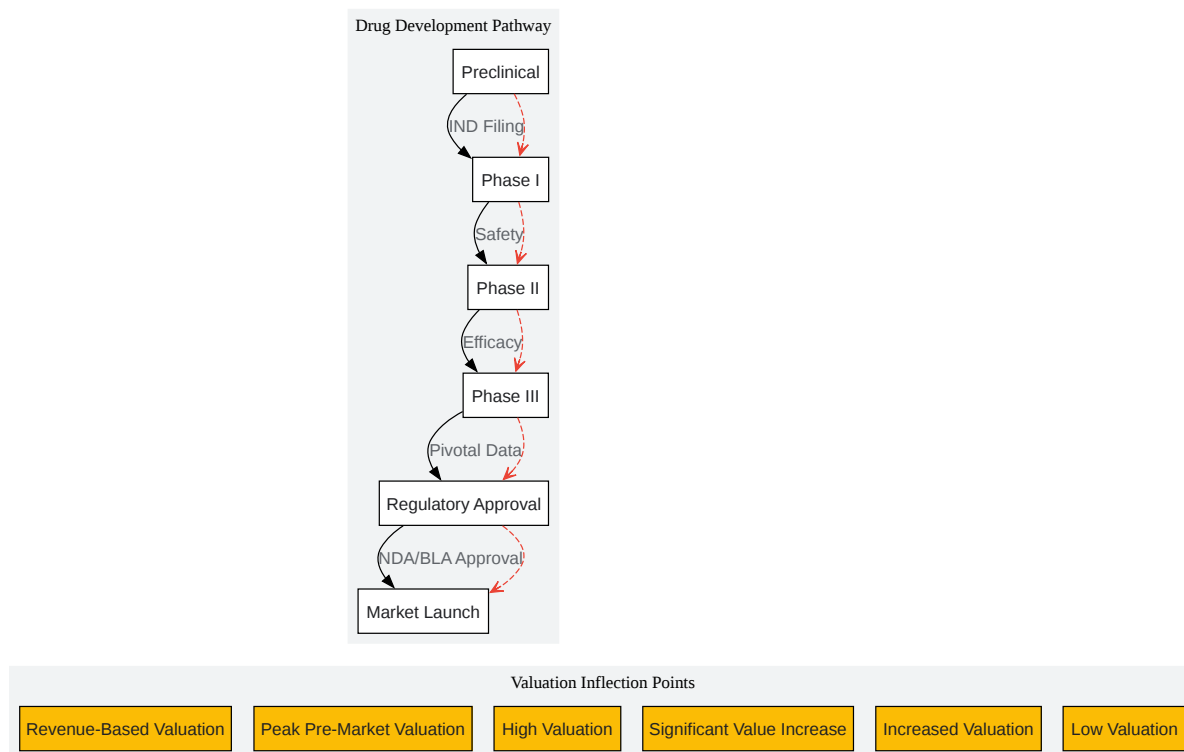 Drug Development Pathway
Preclinical
IND Filing
Phase I
Safety
Phase II
Efficacy
Phase III
Pivotal Data
Regulatory Approval
NDA/BLA Approval
Market Launch
Valuation Inflection Points
Revenue-Based Valuation
Peak Pre-Market Valuation
High Valuation
Significant Value Increase
Increased Valuation
Low Valuation